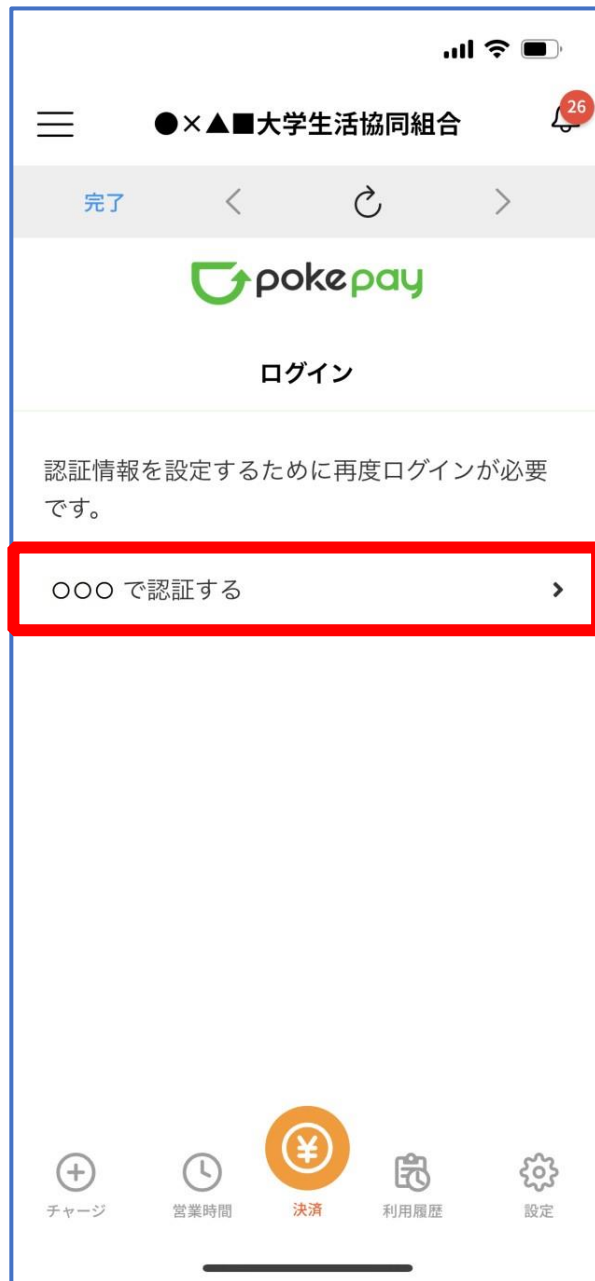 ●×▲■大学生活協同組合
26
完了
pokepay
ログイン
認証情報を設定するために再度ログインが必要
です。
○○○ で認証する
チャージ
営業時間
決済
利用履歴
設定